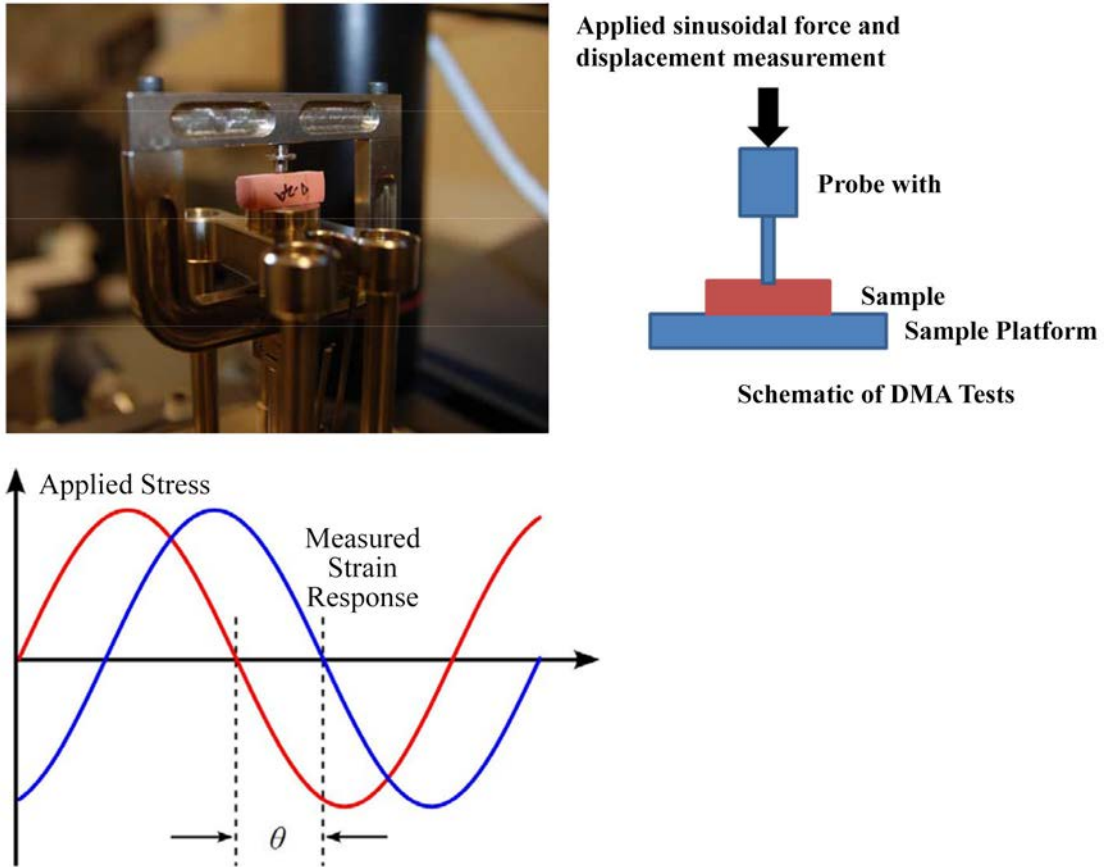 Applied sinusoidal force and
displacement measurement
Probe with
Sample
Sample Platform
Schematic of DMA Tests
Applied Stress
Measured
Strain
Response
θ